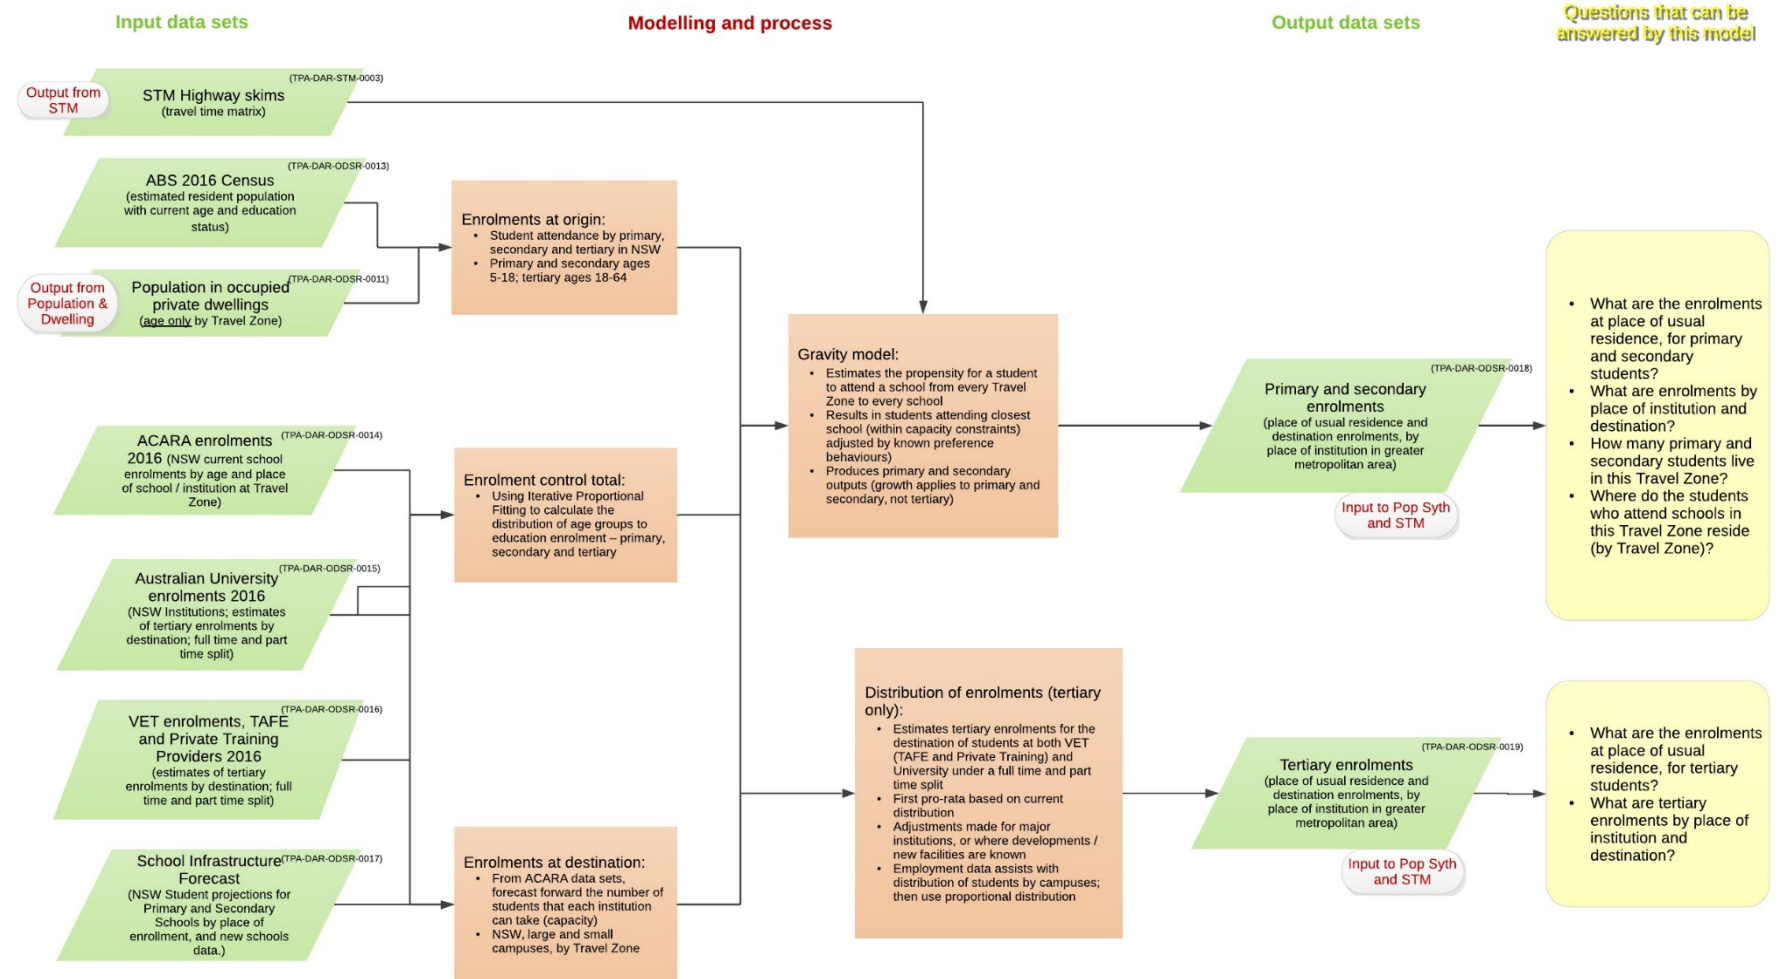 Input data sets
Modelling and process
Output data sets
Questions that can be
answered by this model
Output from
STM
(TPA-DAR-STM-0003)
STM Highway skims
(travel time matrix)
(TPA-DAR-ODSR-0013)
ABS 2016 Census
(estimated resident population
with current age and education
status)
Output from
Population &
Dwelling
(TPA-DAR-ODSR-0011)
Population in occupied
private dwellings
(age only by Travel Zone)
(TPA-DAR-ODSR-0014)
ACARA enrolments
2016 (NSW current school
enrolments by age and place
of school / institution at Travel
Zone)
(TPA-DAR-ODSR-0015)
Australian University
enrolments 2016
(NSW Institutions; estimates
of tertiary enrolments by
destination; full time and part
time split)
(TPA-DAR-ODSR-0016)
VET enrolments, TAFE
and Private Training
Providers 2016
(estimates of tertiary
enrolments by destination; full
time and part time split)
(TPA-DAR-ODSR-0017)
School Infrastructure
Forecast
(NSW Student projections for
Primary and Secondary
Schools by place of
enrollment, and new schools
data.)
Enrolments at origin:
• Student attendance by primary,
secondary and tertiary in NSW
• Primary and secondary ages
5-18; tertiary ages 18-64
Enrolment control total:
• Using Iterative Proportional
Fitting to calculate the
distribution of age groups to
education enrolment – primary,
secondary and tertiary
Enrolments at destination:
• From ACARA data sets,
forecast forward the number of
students that each institution
can take (capacity)
• NSW, large and small
campuses, by Travel Zone
Gravity model:
• Estimates the propensity for a student
to attend a school from every Travel
Zone to every school
• Results in students attending closest
school (within capacity constraints)
adjusted by known preference
behaviours)
• Produces primary and secondary
outputs (growth applies to primary and
secondary, not tertiary)
Distribution of enrolments (tertiary
only):
• Estimates tertiary enrolments for the
destination of students at both VET
(TAFE and Private Training) and
University under a full time and part
time split
• First pro-rata based on current
distribution
• Adjustments made for major
institutions, or where developments /
new facilities are known
• Employment data assists with
distribution of students by campuses;
then use proportional distribution
(TPA-DAR-ODSR-0018)
Primary and secondary
enrolments
(place of usual residence and
destination enrolments, by
place of institution in greater
metropolitan area)
Input to Pop Syth
and STM
(TPA-DAR-ODSR-0019)
Tertiary enrolments
(place of usual residence and
destination enrolments, by
place of institution in greater
metropolitan area)
Input to Pop Syth
and STM
• What are the enrolments
at place of usual
residence, for primary
and secondary
students?
• What are enrolments by
place of institution and
destination?
• How many primary and
secondary students live
in this Travel Zone?
• Where do the students
who attend schools in
this Travel Zone reside
(by Travel Zone)?
• What are the enrolments
at place of usual
residence, for tertiary
students?
• What are tertiary
enrolments by place of
institution and
destination?